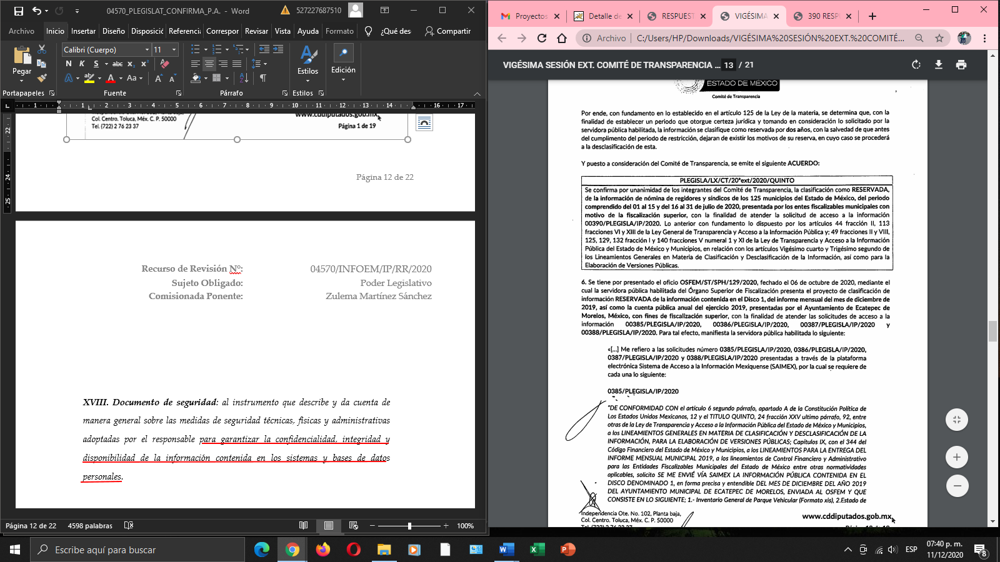 04570_PLEGISLAT_CONFIRMA_P.A. - Word
527227687510
Archivo Inicio Insertar Diseño Disposició Referencia Correspor Revisar Vista Ayuda Formato ¿Qué des Compartir
Calibri (Cuerpo) 11
Pegar
N K S abc x₂ x²
A ab A Aa A A
Estilos
Edición
Portapapeles Fuente Párrafo Estilos
1 1 2 3 4 5 6 7 8 9 10 11 12 13 14 15 16 17
22
24
25
Col. Centro. Toluca, Méx. C. P. 50000
Tel. (722) 2 76 23 37
www.cddiputados.gob.mx
Página 1 de 19
Página 12 de 22
Recurso de Revisión N°: 04570/INFOEM/IP/RR/2020
Sujeto Obligado: Poder Legislativo
Comisionada Ponente: Zulema Martínez Sánchez
XVIII. Documento de seguridad: al instrumento que describe y da cuenta de
manera general sobre las medidas de seguridad técnicas, físicas y administrativas
adoptadas por el responsable para garantizar la confidencialidad, integridad y
disponibilidad de la información contenida en los sistemas y bases de datos
personales.
Página 12 de 22 4598 palabras 100%
Proyectos Detalle de RESPUEST VIGÉSIMA 390 RESP
Archivo C:/Users/HP/Downloads/VIGÉSIMA%20SESIÓN%20EXT.%20COMITÉ...
VIGÉSIMA SESIÓN EXT. COMITÉ DE TRANSPARENCIA ... 13 / 21
ESTADO DE MÉXICO
Comité de Transparencia
Por ende, con fundamento en lo establecido en el artículo 125 de la Ley de la materia, se determina que, con la
finalidad de establecer un periodo que otorgue certeza jurídica y tomando en consideración lo solicitado por la
servidora pública habilitada, la información se clasifique como reservada por dos años, con la salvedad de que antes
del cumplimento del periodo de restricción, dejaran de existir los motivos de su reserva, en cuyo caso se procederá
a la desclasificación de esta.
Y puesto a consideración del Comité de Transparencia, se emite el siguiente ACUERDO:
PLEGISLA/LX/CT/20ªext/2020/QUINTO
Se confirma por unanimidad de los integrantes del Comité de Transparencia, la clasificación como RESERVADA,
de la información de nómina de regidores y síndicos de los 125 municipios del Estado de México, del periodo
comprendido del 01 al 15 y del 16 al 31 de julio de 2020, presentada por los entes fiscalizables municipales con
motivo de la fiscalización superior, con la finalidad de atender la solicitud de acceso a la información
00390/PLEGISLA/IP/2020. Lo anterior con fundamento lo dispuesto por los artículos 44 fracción II, 113
fracciones VI y XIII de la Ley General de Transparencia y Acceso a la Información Pública y; 49 fracciones II y VIII,
125, 129, 132 fracción I y 140 fracciones V numeral 1 y XI de la Ley de Transparencia y Acceso a la Información
Pública del Estado de México y Municipios, en relación con los artículos Vigésimo cuarto y Trigésimo segundo de
los Lineamientos Generales en Materia de Clasificación y Desclasificación de la Información, así como para la
Elaboración de Versiones Públicas.
6. Se tiene por presentado el oficio OSFEM/ST/SPH/129/2020, fechado el 06 de octubre de 2020, mediante el
cual la servidora pública habilitada del Órgano Superior de Fiscalización presenta el proyecto de clasificación de
información RESERVADA de la información contenida en el Disco 1, del informe mensual del mes de diciembre de
2019, así como la cuenta pública anual del ejercicio 2019, presentadas por el Ayuntamiento de Ecatepec de
Morelos, México, con fines de fiscalización superior, con la finalidad de atender las solicitudes de acceso a la
información 00385/PLEGISLA/IP/2020, 00386/PLEGISLA/IP/2020, 00387/PLEGISLA/IP/2020 y
00388/PLEGISLA/IP/2020. Para tal efecto, manifiesta la servidora pública habilitada lo siguiente:
«[...] Me refiero a las solicitudes número 0385/PLEGISLA/IP/2020, 0386/PLEGISLA/IP/2020,
0387/PLEGISLA/IP/2020 y 0388/PLEGISLA/IP/2020 presentadas a través de la plataforma
electrónica Sistema de Acceso a la Información Mexiquense (SAIMEX), por la cual se requiere de
cada una lo siguiente:
0385/PLEGISLA/IP/2020
"DE CONFORMIDAD CON el artículo 6 segundo párrafo, apartado A de la Constitución Política de
Los Estados Unidos Mexicanos, 12 y el TITULO QUINTO, 24 fracción XXV ultimo párrafo, 92, entre
otras de la Ley de Transparencia y Acceso a la Información Pública del Estado de México y Municipios,
a los LINEAMIENTOS GENERALES EN MATERIA DE CLASIFICACIÓN Y DESCLASIFICACIÓN DE LA
INFORMACIÓN, PARA LA ELABORACIÓN DE VERSIONES PÚBLICAS; Capítulos IX, con el 344 del
Código Financiero del Estado de México y Municipios, a los LINEAMIENTOS PARA LA ENTREGA DEL
INFORME MENSUAL MUNICIPAL 2019, a los lineamientos de Control Financiero y Administrativo
para las Entidades Fiscalizables Municipales del Estado de México entre otras normatividades
aplicables, solicito SE ME ENVIÉ VÍA SAIMEX LA INFORMACIÓN PÚBLICA CONTENIDA EN EL
DISCO DENOMINADO 1, en forma precisa y entendible DEL MES DE DICIEMBRE DEL AÑO 2019
DEL AYUNTAMIENTO MUNICIPAL DE ECATEPEC DE MORELOS, ENVIADA AL OSFEM Y QUE
CONSISTE EN LO SIGUIENTE; 1.- Inventario General de Parque Vehicular (Formato xls), 2.Estado de
Independencia Ote. No. 102, Planta baja,
Col. Centro. Toluca, Méx. C. P. 50000
www.cddiputados.gob.mx
Escribe aquí para buscar
ESP
07:40 p. m.
11/12/2020
8